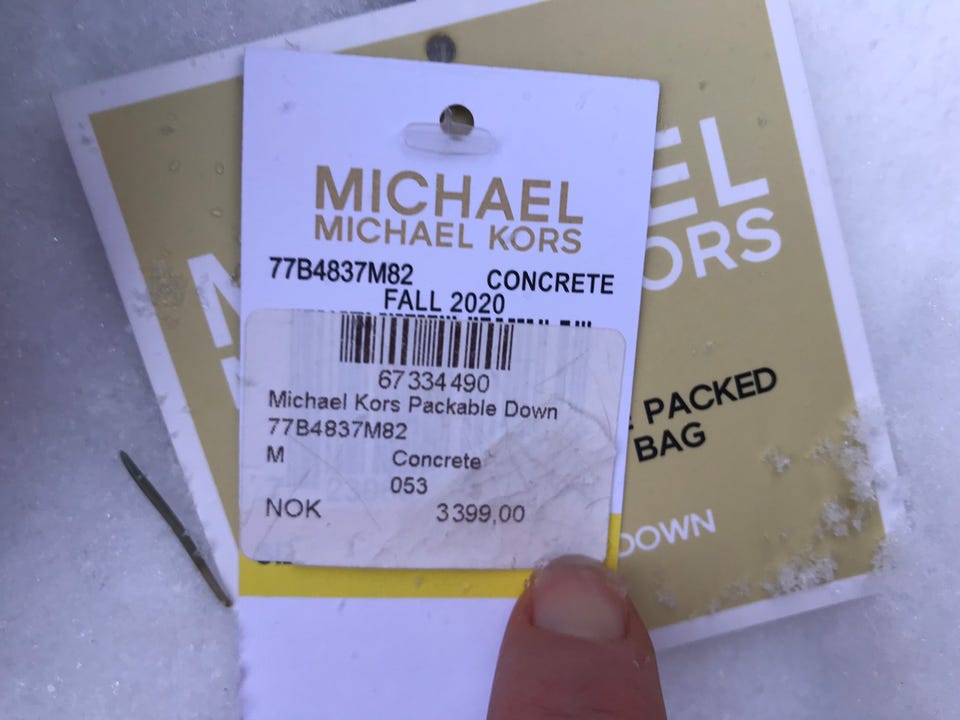 MICHAEL
MICHAEL KORS
77B4837M82 CONCRETE
FALL 2020
67334490
Michael Kors Packable Down
77B4837M82
M Concrete
053
NOK 3399,00
EL
KORS
PACKED
BAG
DOWN